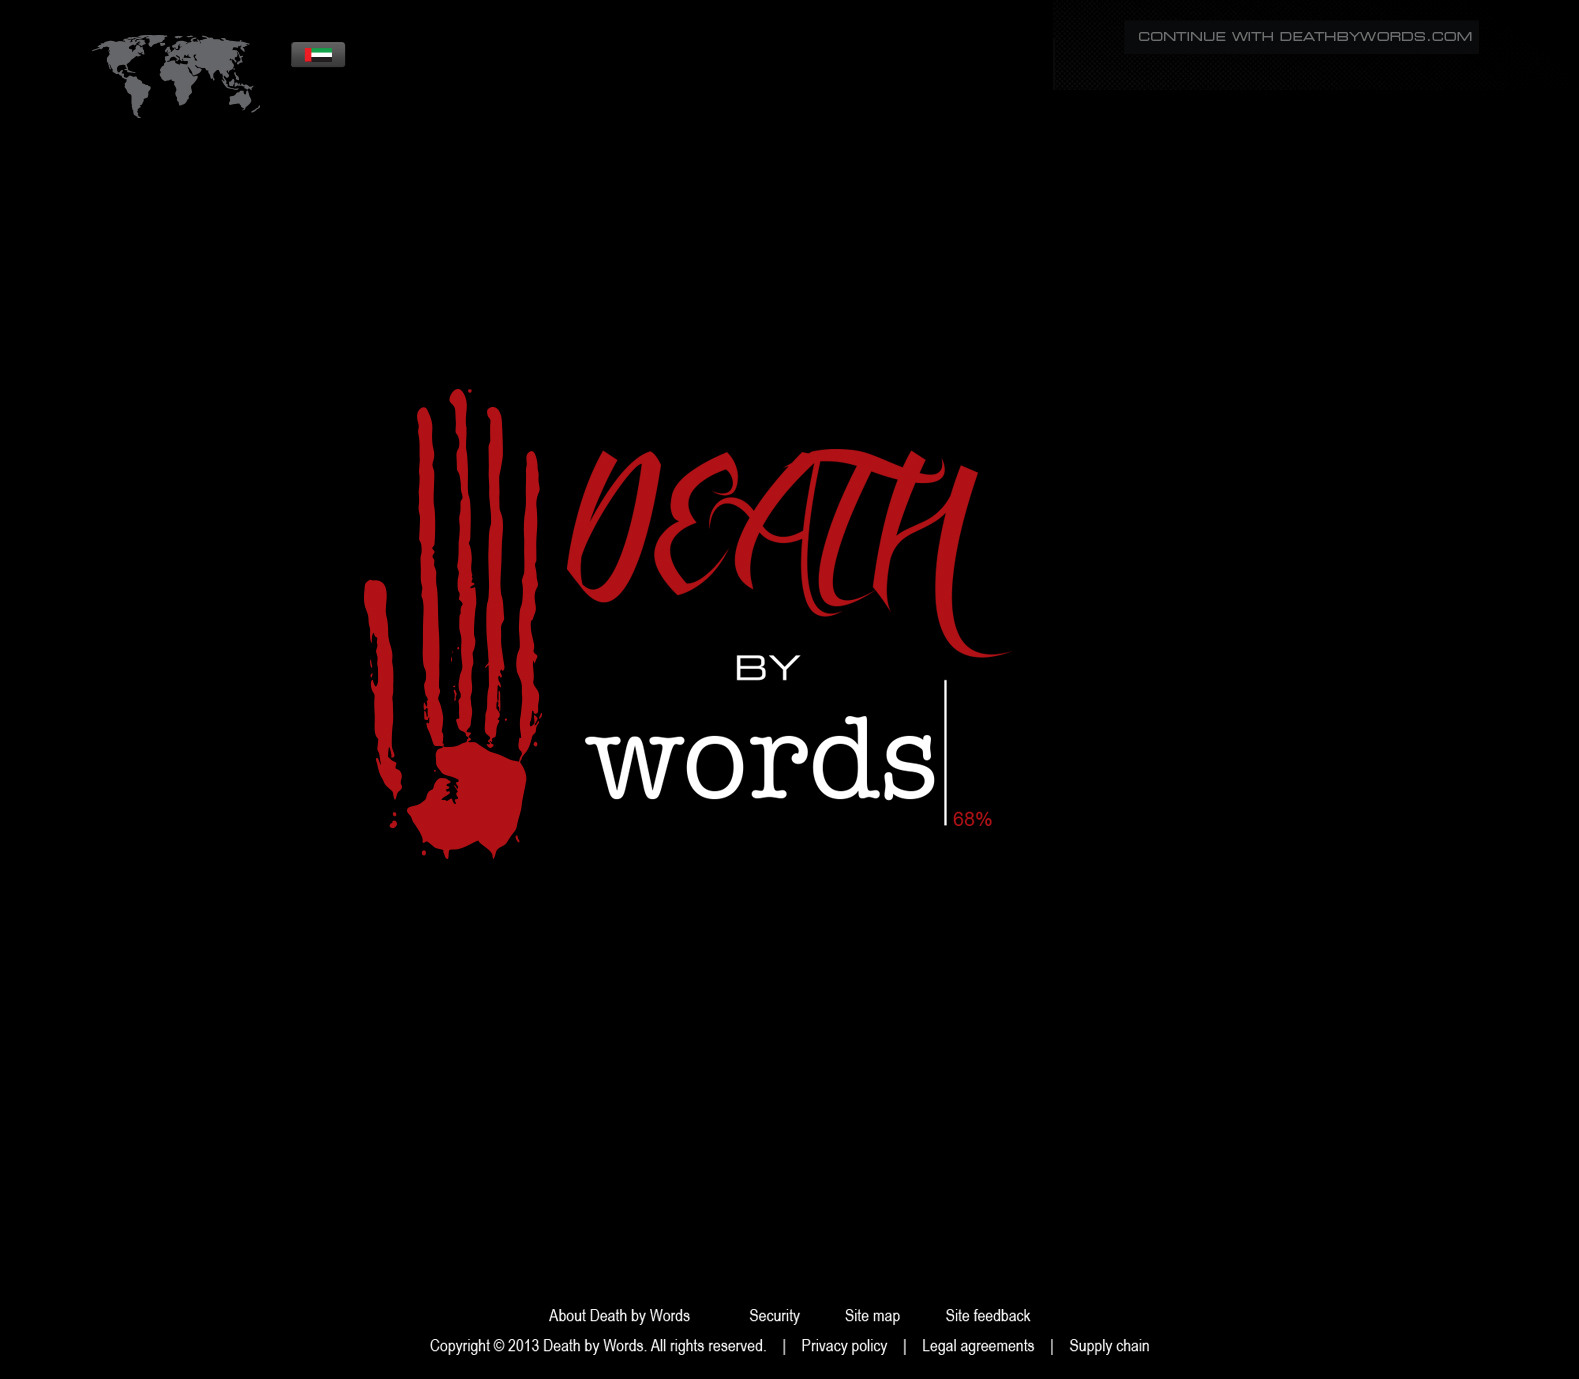 CONTINUE WITH DEATHBYWORDS.COM
DEATH
BY
words
68%
About Death by Words Security Site map Site feedback
Copyright © 2013 Death by Words. All rights reserved. | Privacy policy | Legal agreements | Supply chain